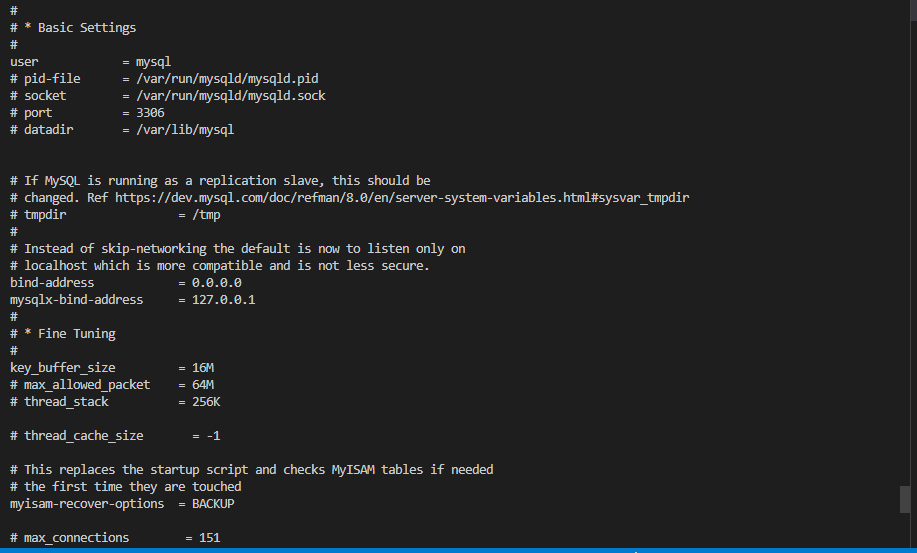 #
# * Basic Settings
#
user            = mysql
# pid-file      = /var/run/mysqld/mysqld.pid
# socket        = /var/run/mysqld/mysqld.sock
# port          = 3306
# datadir       = /var/lib/mysql
# If MySQL is running as a replication slave, this should be
# changed. Ref https://dev.mysql.com/doc/refman/8.0/en/server-system-variables.html#sysvar_tmpdir
# tmpdir                = /tmp
#
# Instead of skip-networking the default is now to listen only on
# localhost which is more compatible and is not less secure.
bind-address            = 0.0.0.0
mysqlx-bind-address     = 127.0.0.1
#
# * Fine Tuning
#
key_buffer_size         = 16M
# max_allowed_packet    = 64M
# thread_stack          = 256K
# thread_cache_size       = -1
# This replaces the startup script and checks MyISAM tables if needed
# the first time they are touched
myisam-recover-options  = BACKUP
# max_connections        = 151